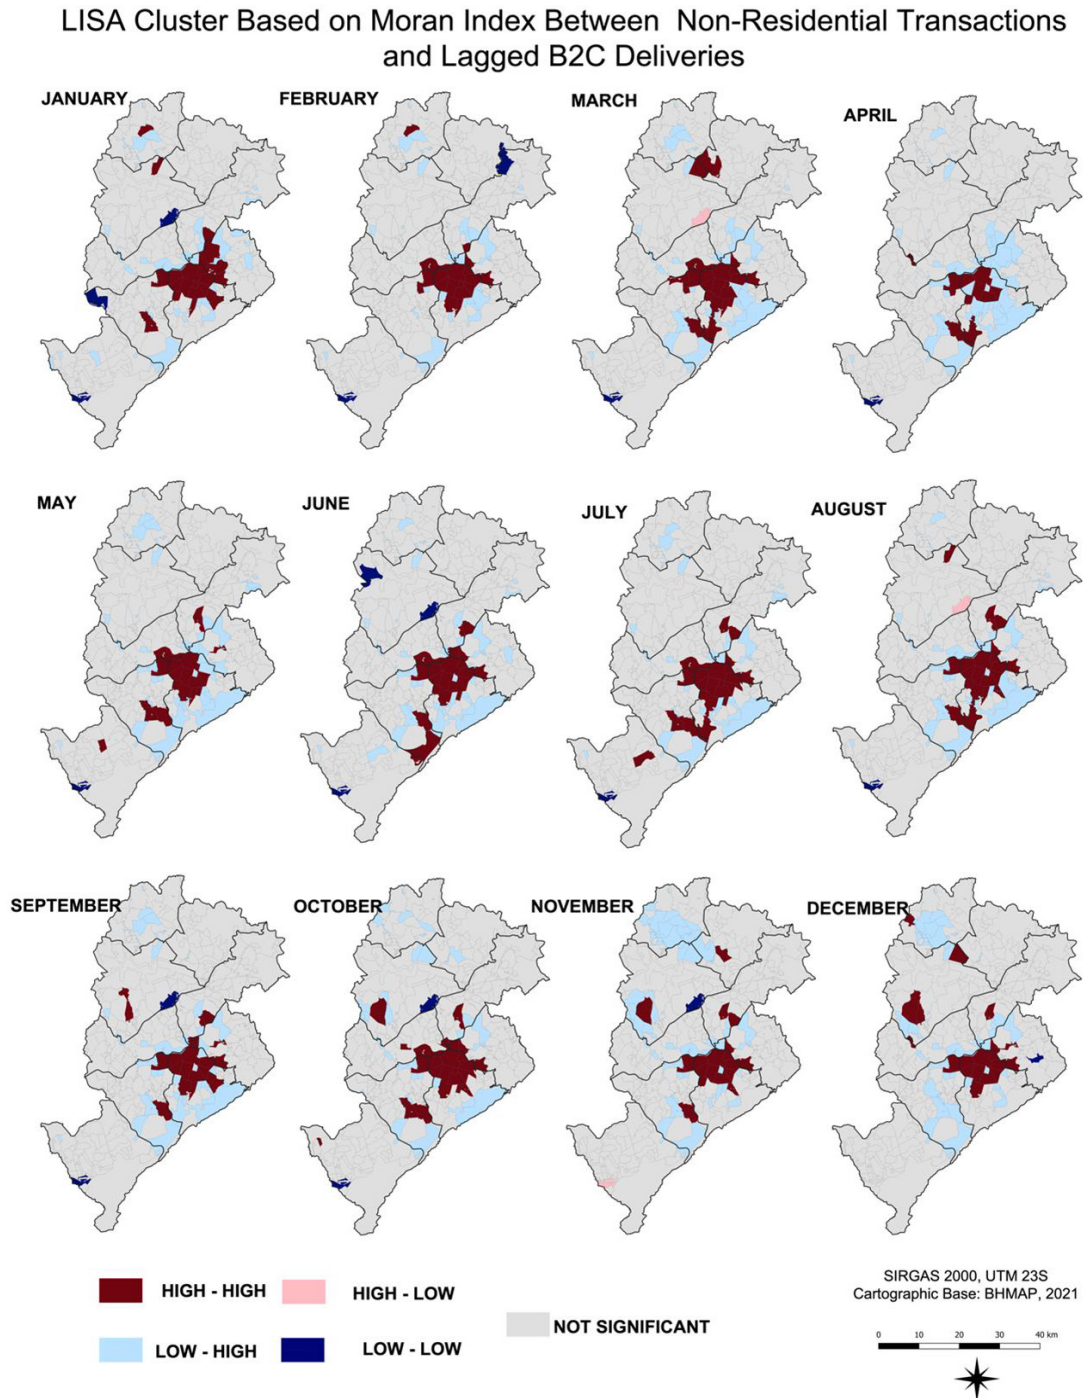 LISA Cluster Based on Moran Index Between Non-Residential Transactions
and Lagged B2C Deliveries
JANUARY
FEBRUARY
MARCH
APRIL
MAY
JUNE
JULY
AUGUST
SEPTEMBER
OCTOBER
NOVEMBER
DECEMBER
HIGH - HIGH
HIGH - LOW
LOW - HIGH
LOW - LOW
NOT SIGNIFICANT
SIRGAS 2000, UTM 23S
Cartographic Base: BHMAP, 2021
0 10 20 30 40 km